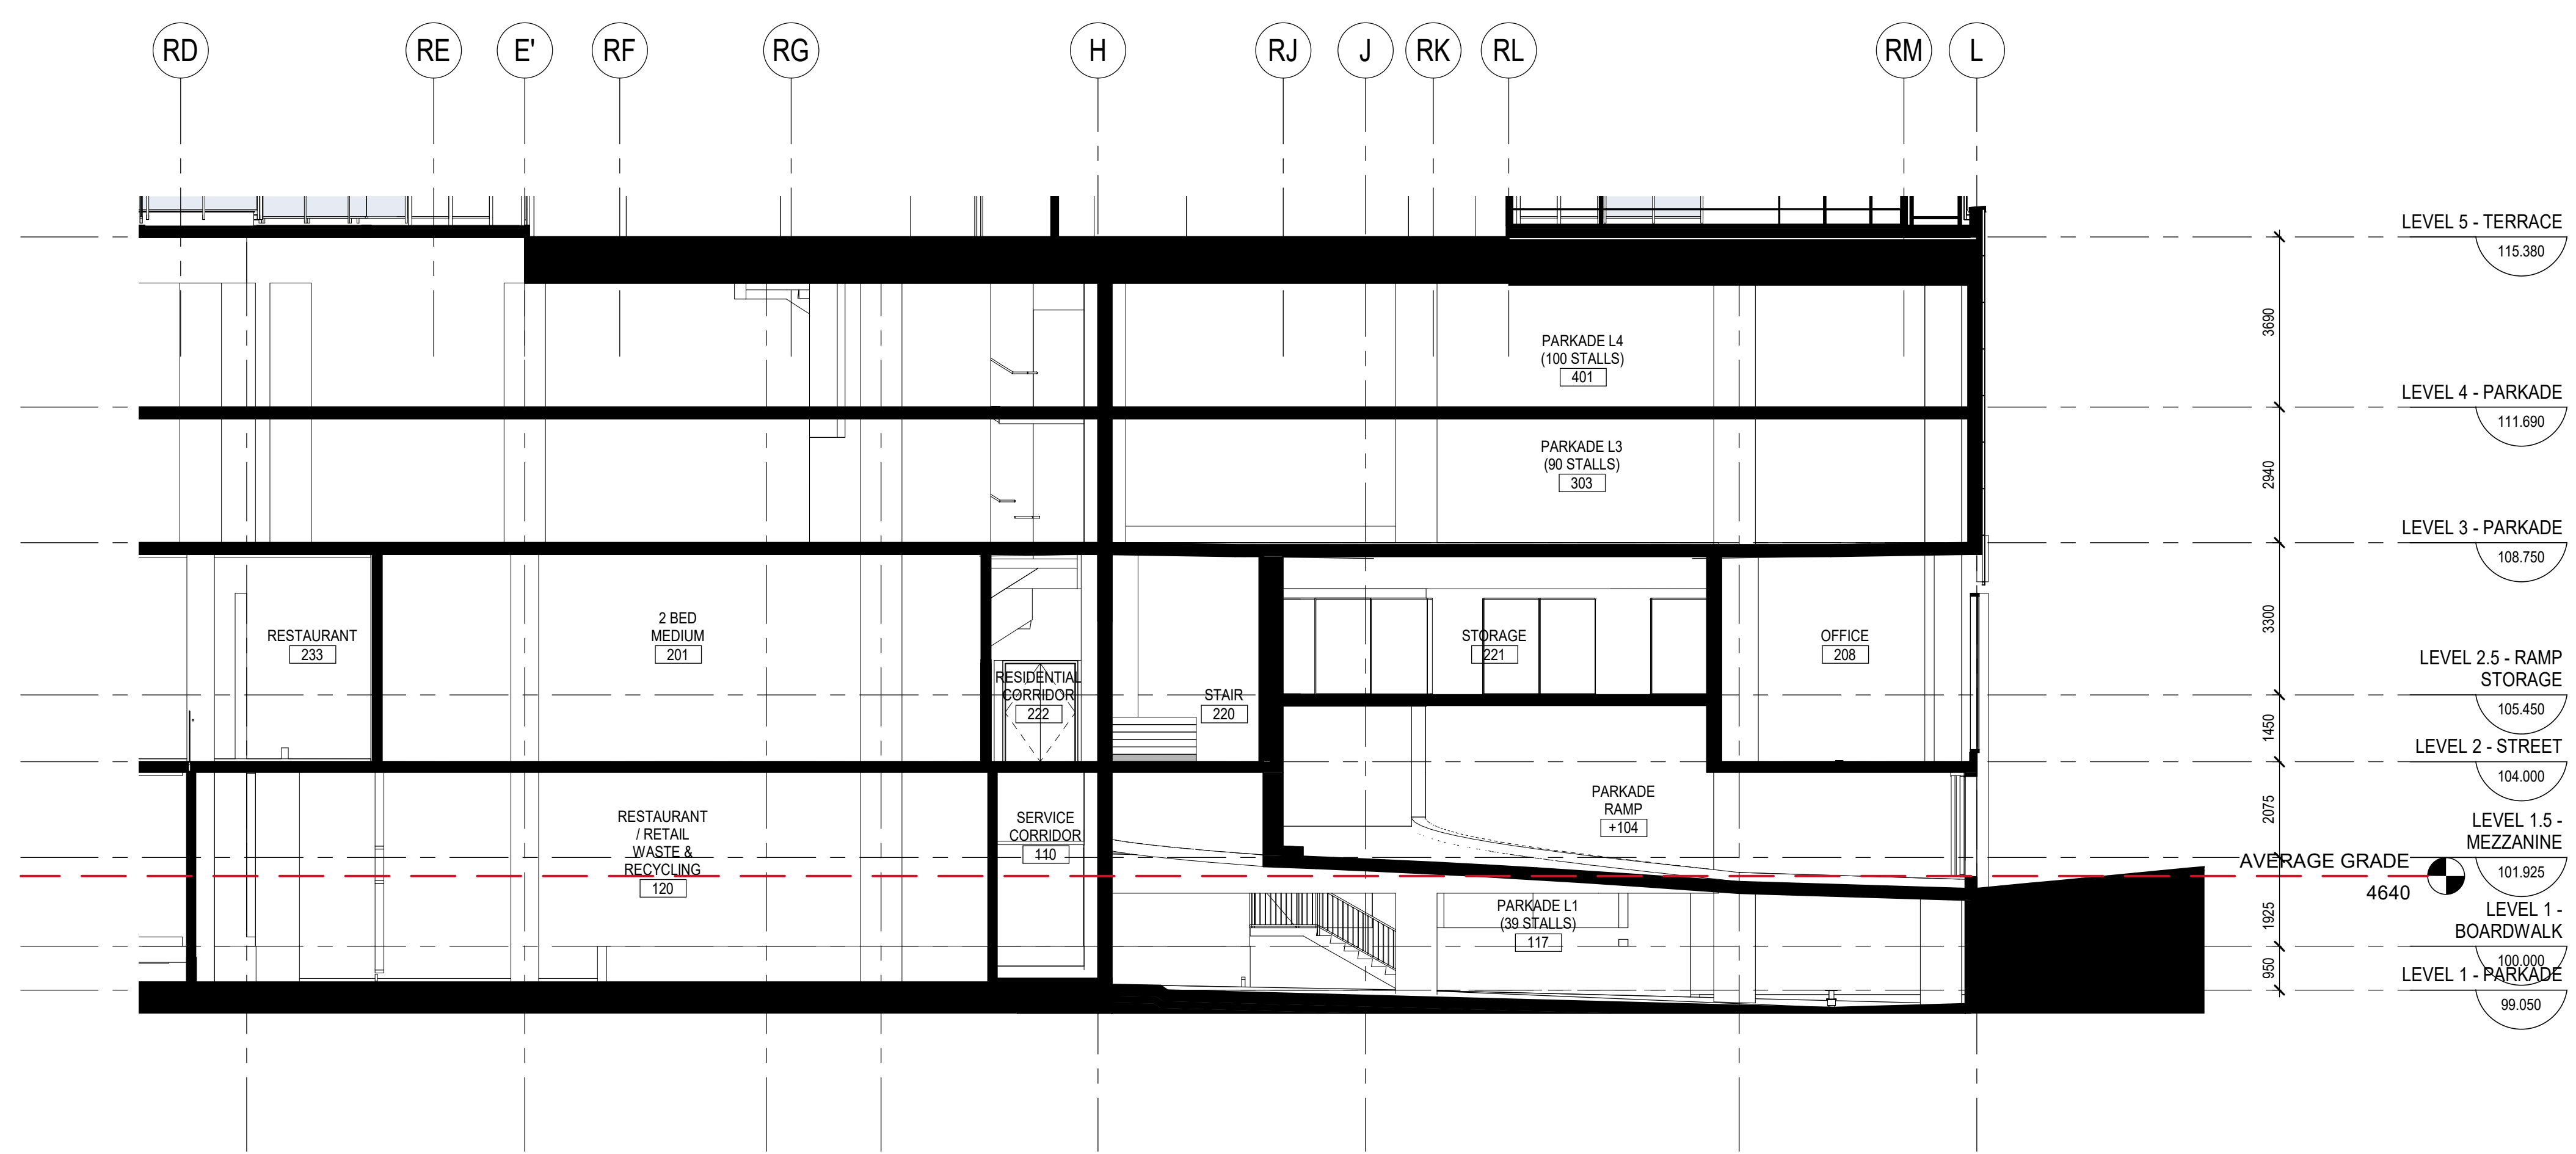 RD
RE
E'
RF
RG
H
RJ
J
RK
RL
RM
L
LEVEL 5 - TERRACE
115.380
3690
PARKADE L4
(100 STALLS)
401
LEVEL 4 - PARKADE
111.690
2940
PARKADE L3
(90 STALLS)
303
LEVEL 3 - PARKADE
108.750
3300
RESTAURANT
233
2 BED
MEDIUM
201
RESIDENTIAL
CORRIDOR
222
STAIR
220
STORAGE
221
OFFICE
208
LEVEL 2.5 - RAMP
STORAGE
105.450
1450
LEVEL 2 - STREET
104.000
2075
RESTAURANT
/ RETAIL
WASTE &
RECYCLING
120
SERVICE
CORRIDOR
110
PARKADE
RAMP
+104
LEVEL 1.5 -
MEZZANINE
101.925
AVERAGE GRADE
4640
1925
PARKADE L1
(39 STALLS)
117
LEVEL 1 -
BOARDWALK
100.000
950
LEVEL 1 - PARKADE
99.050